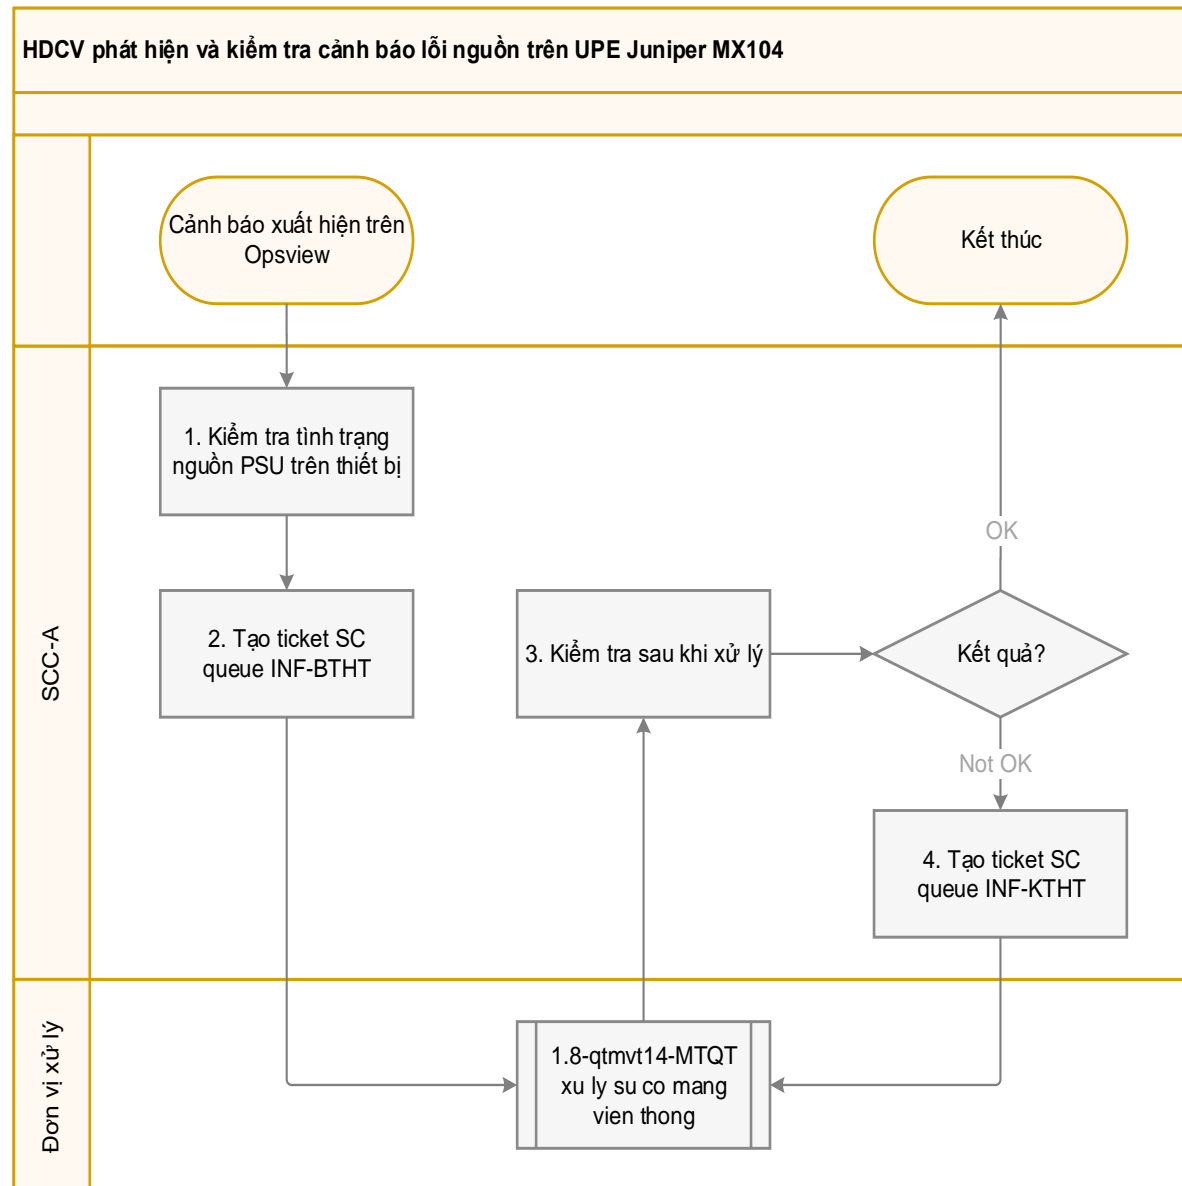 HDCV phát hiện và kiểm tra cảnh báo lỗi nguồn trên UPE Juniper MX104
Cảnh báo xuất hiện trên
Opsview
Kết thúc
SCC-A
1. Kiểm tra tình trạng
nguồn PSU trên thiết bị
OK
2. Tạo ticket SC
queue INF-BTHT
3. Kiểm tra sau khi xử lý
Kết quả?
Not OK
4. Tạo ticket SC
queue INF-KTHT
Đơn vị xử lý
1.8-qtmvt14-MTQT
xu ly su co mang
vien thong